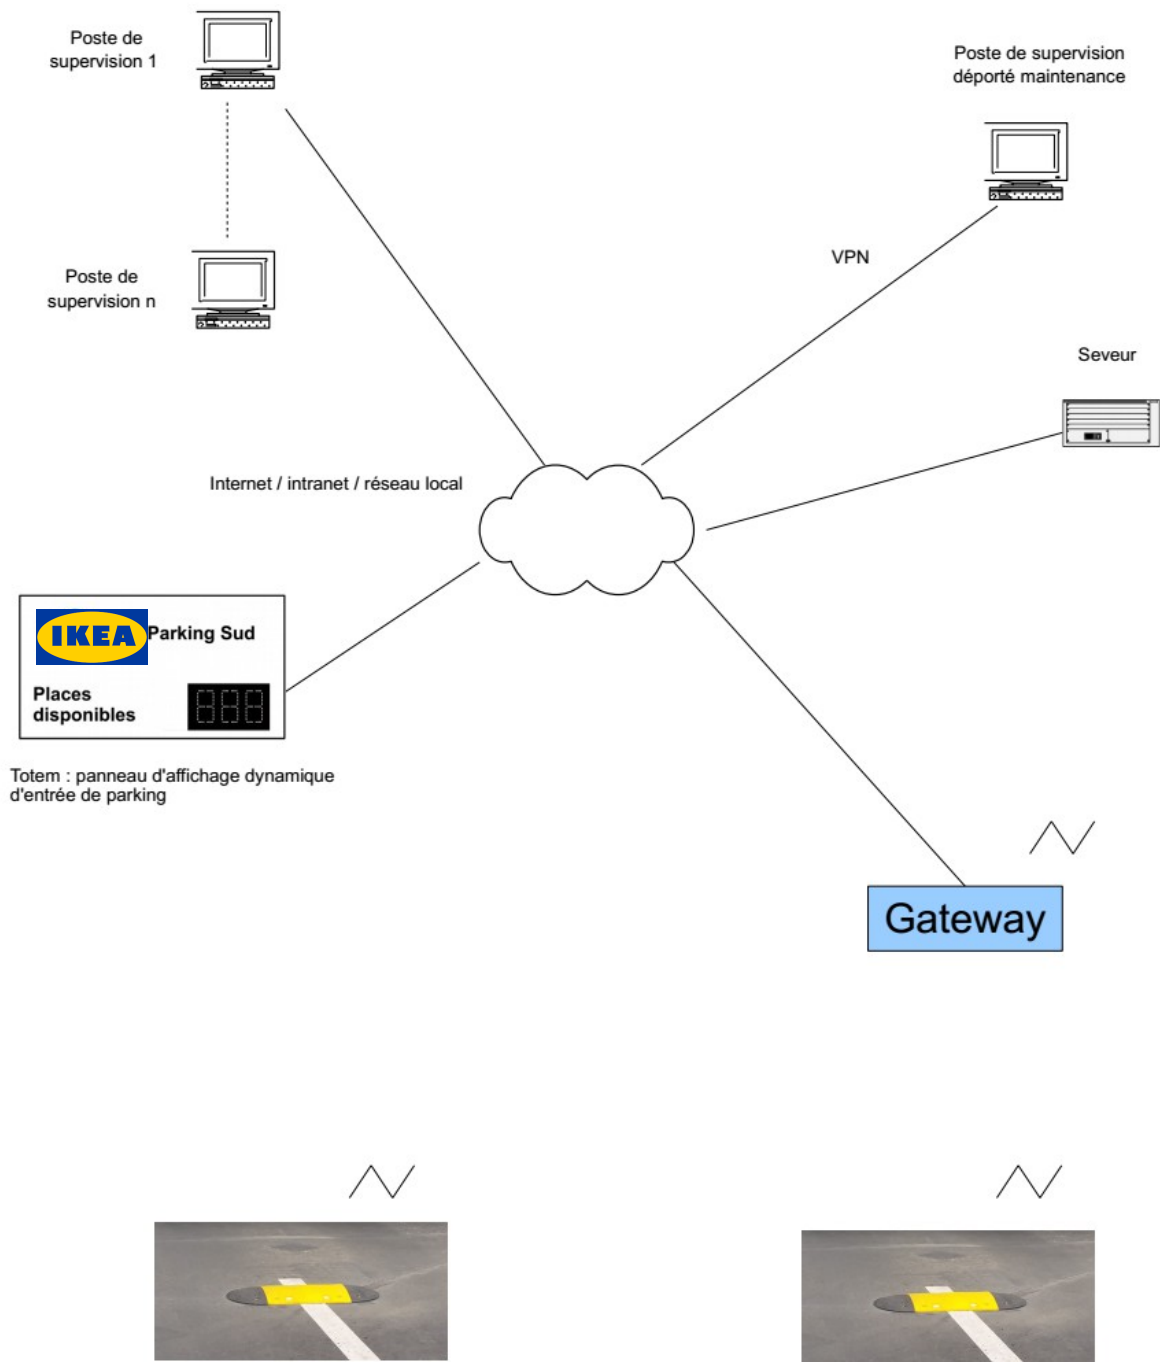 Poste de
supervision 1
Poste de supervision
déporté maintenance
VPN
Poste de
supervision n
Seveur
Internet / intranet / réseau local
IKEA Parking Sud
Places
disponibles
Totem : panneau d'affichage dynamique
d'entrée de parking
Gateway